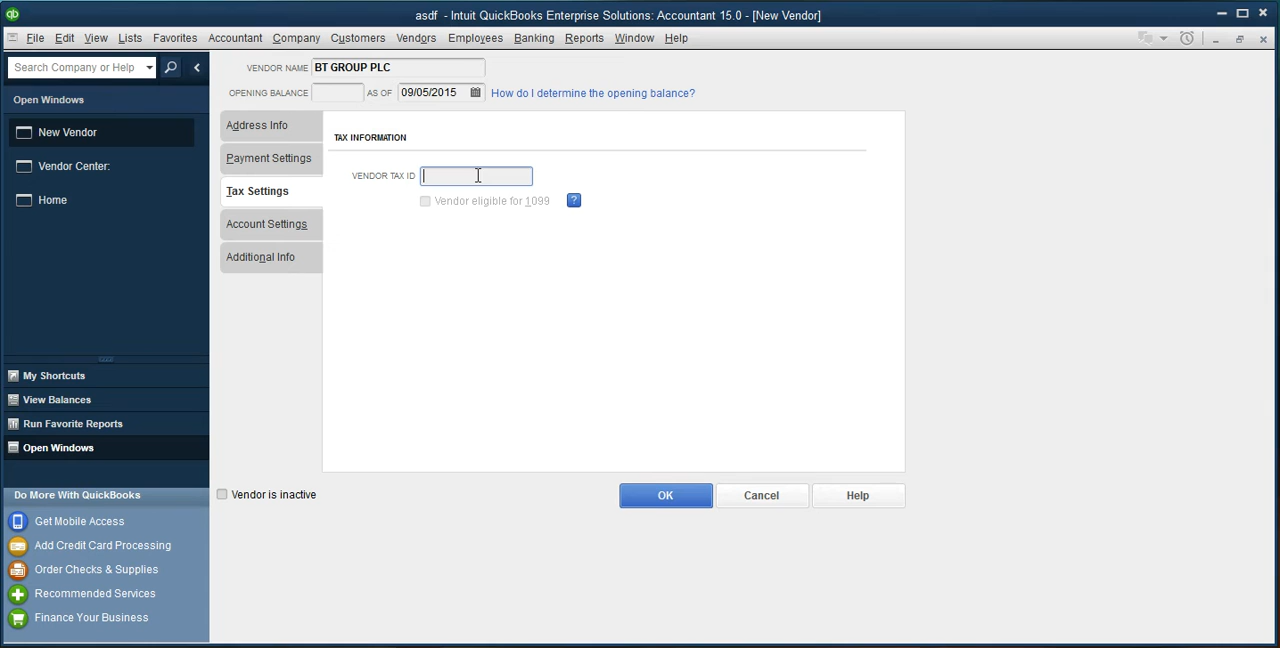 qb asdf - Intuit QuickBooks Enterprise Solutions: Accountant 15.0 - [New Vendor]
File Edit View Lists Favorites Accountant Company Customers Vendors Employees Banking Reports Window Help
Search Company or Help
VENDOR NAME BT GROUP PLC
OPENING BALANCE AS OF 09/05/2015 How do I determine the opening balance?
Open Windows
New Vendor
Vendor Center:
Home
My Shortcuts
View Balances
Run Favorite Reports
Open Windows
Do More With QuickBooks
Get Mobile Access
Add Credit Card Processing
Order Checks & Supplies
Recommended Services
Finance Your Business
Address Info
Payment Settings
Tax Settings
Account Settings
Additional Info
TAX INFORMATION
VENDOR TAX ID
Vendor eligible for 1099 ?
Vendor is inactive
OK Cancel Help